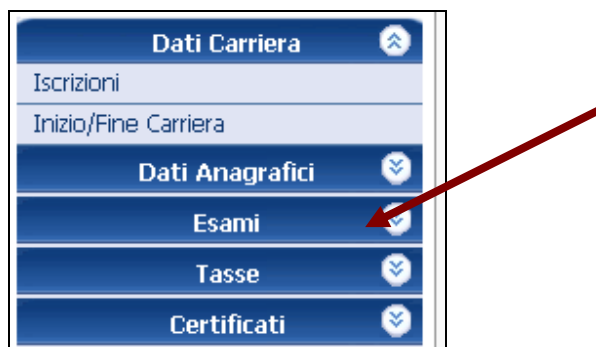 Dati Carriera
Iscrizioni
Inizio/Fine Carriera
Dati Anagrafici
Esami
Tasse
Certificati